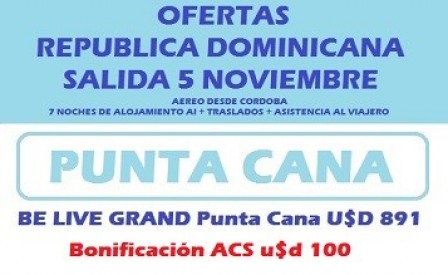 OFERTAS
REPUBLICA DOMINICANA
SALIDA 5 NOVIEMBRE
AEREO DESDE CORDOBA
7 NOCHES DE ALOJAMIENTO AI + TRASLADOS + ASISTENCIA AL VIAJERO
PUNTA CANA
BE LIVE GRAND Punta Cana U$D 891
Bonificación ACS u$d 100